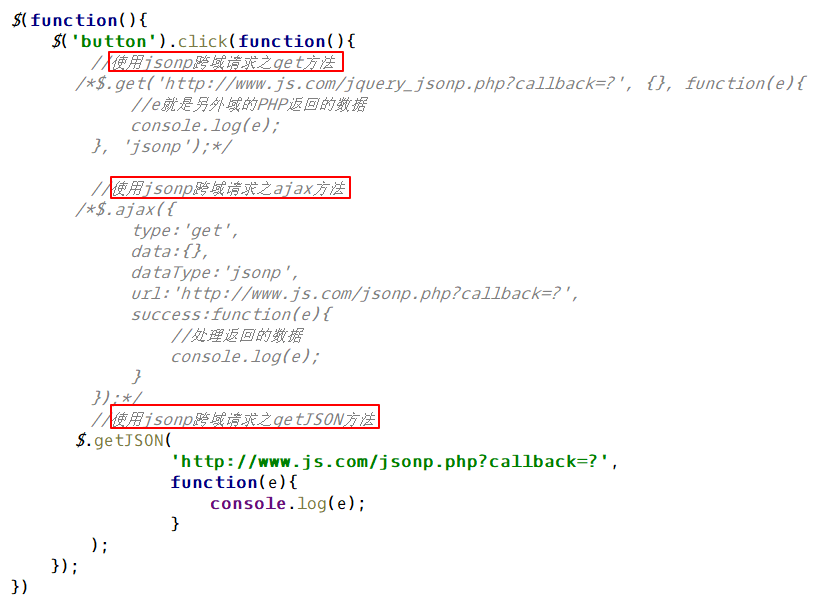 $(function(){
$('button').click(function(){
//使用jsonp跨域请求之get方法
/*$.get('http://www.js.com/jquery_jsonp.php?callback=?', {}, function(e){
//e就是另外域的PHP返回的数据
console.log(e);
}, 'jsonp');*/
//使用jsonp跨域请求之ajax方法
/*$.ajax({
type:'get',
data:{},
dataType:'jsonp',
url:'http://www.js.com/jsonp.php?callback=?',
success:function(e){
//处理返回的数据
console.log(e);
}
});*/
//使用jsonp跨域请求之getJSON方法
$.getJSON(
'http://www.js.com/jsonp.php?callback=?',
function(e){
console.log(e);
}
);
});
})